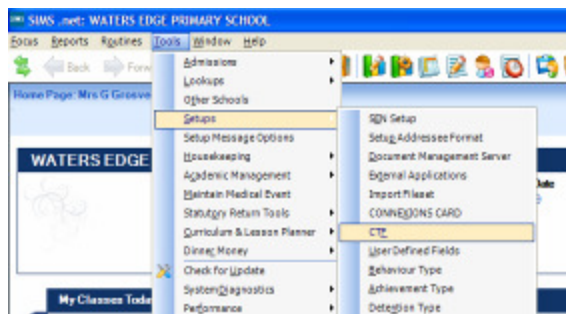 SIMS .net: WATERS EDGE PRIMARY SCHOOL
Focus Reports Routines Tools Window Help
Back Forw
Home Page: Mrs G Grosve
WATERS EDGE
My Classes Toda
Admissions
Lookups
Other Schools
Setups
Setup Message Options
Housekeeping
Academic Management
Maintain Medical Event
Statutory Return Tools
Curriculum & Lesson Planner
Dinner Money
Check for Update
System Diagnostics
Performance
SEN Setup
Setup Addressee Format
Document Management Server
External Applications
Import Fileset
CONNEXIONS CARD
CTF
User Defined Fields
Behaviour Type
Achievement Type
Detention Type